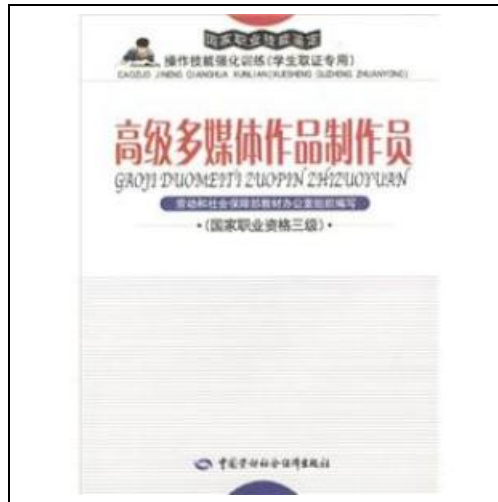 国家职业技能鉴定
操作技能强化训练(学生取证专用)
CAOZUO JINENG QIANGHUA XUNLIAN(XUESHENG QUZHENG ZHUANYONG)
高级多媒体作品制作员
GAOJI DUOMEITI ZUOPIN ZHIZUOYUAN
劳动和社会保障部教材办公室组织编写
•(国家职业资格三级)•
中国劳动社会保障出版社